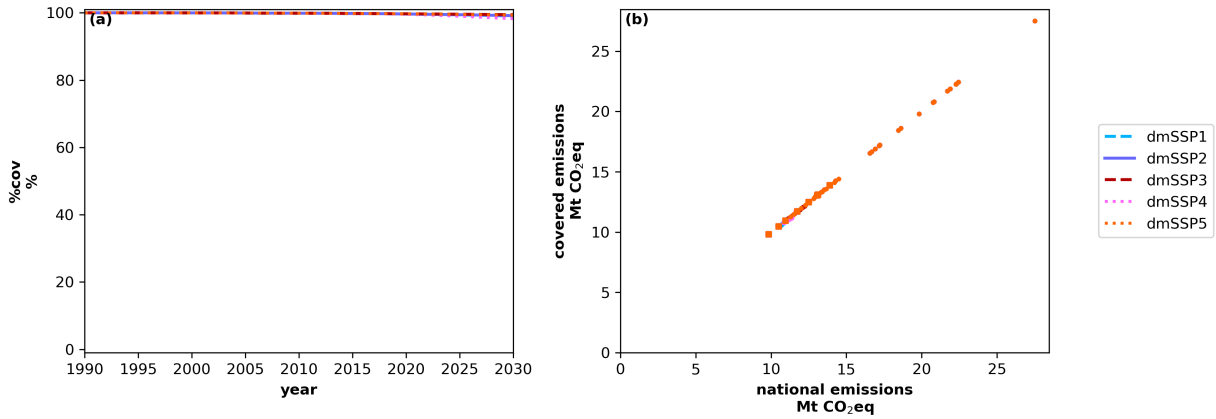 (a)
100
80
60
40
20
0
%cov
%
1990
1995
2000
2005
2010
2015
2020
2025
2030
year
(b)
25
20
15
10
5
0
covered emissions
Mt CO₂eq
0
5
10
15
20
25
national emissions
Mt CO₂eq
dmSSP1
dmSSP2
dmSSP3
dmSSP4
dmSSP5